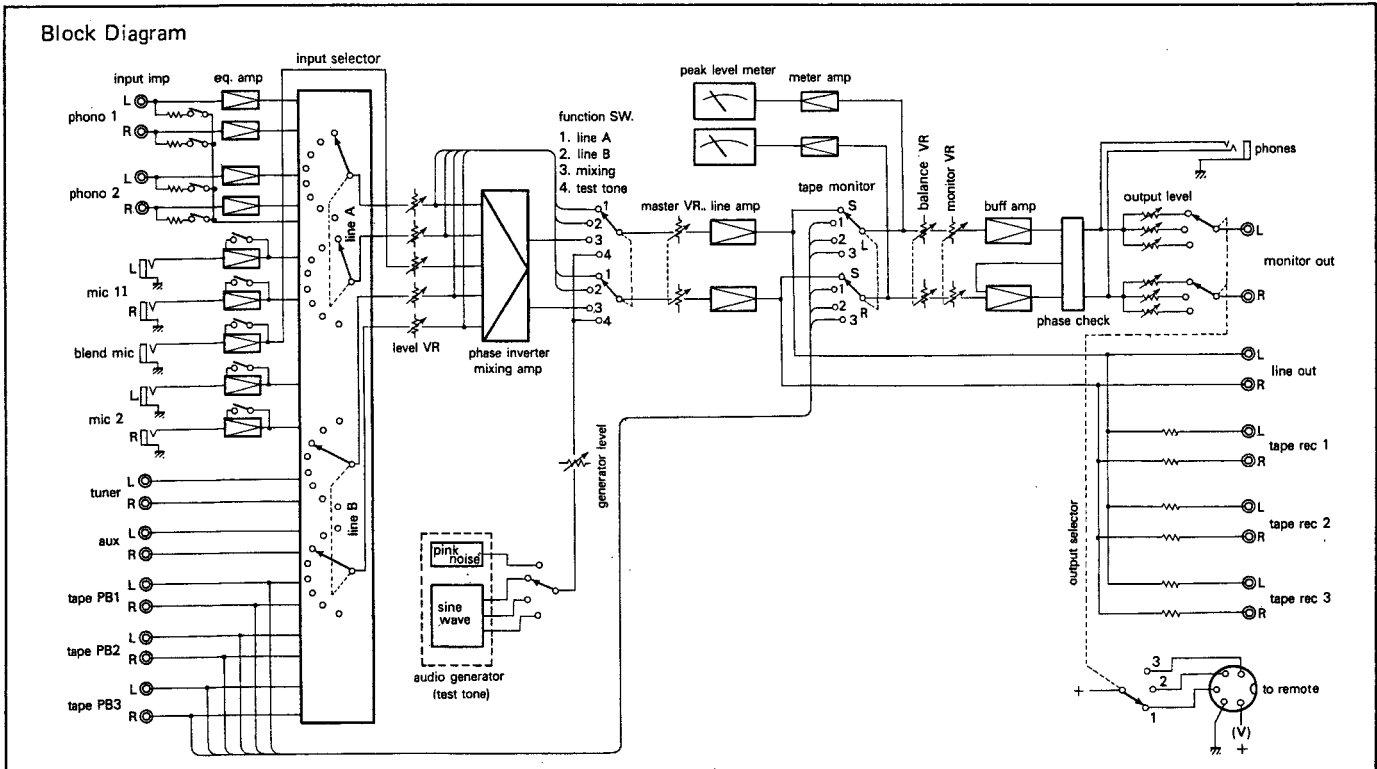 Block Diagram
input selector
input imp
eq. amp
L
phono 1
R
L
phono 2
R
L
mic 11
R
blend mic
L
mic 2
R
tuner
L
R
aux
L
R
tape PB1
L
R
tape PB2
L
R
tape PB3
L
R
line A
line B
level VR
phase inverter
mixing amp
function SW.
1. line A
2. line B
3. mixing
4. test tone
1
2
3
4
1
2
3
4
peak level meter
meter amp
master VR..
line amp
tape monitor
S
1
L
2
3
S
1
2
R
3
balance VR
monitor VR
buff amp
phase check
phones
output level
L
monitor out
R
L
line out
R
L
tape rec 1
R
L
tape rec 2
R
L
tape rec 3
R
generator level
pink
noise
sine
wave
audio generator
(test tone)
output selector
3
2
1
+
to remote
(V)
+